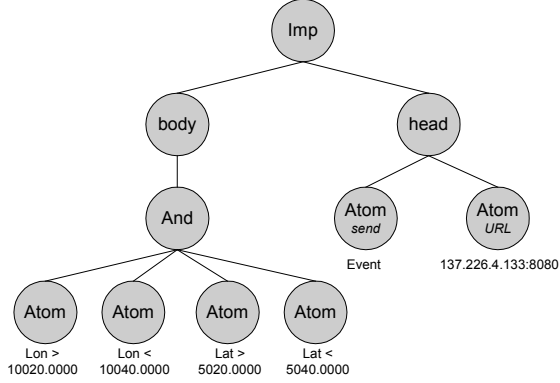 Imp
body
head
And
Atom
send
Atom
URL
Event
137.226.4.133:8080
Atom
Atom
Atom
Atom
Lon >
10020.0000
Lon <
10040.0000
Lat >
5020.0000
Lat <
5040.0000